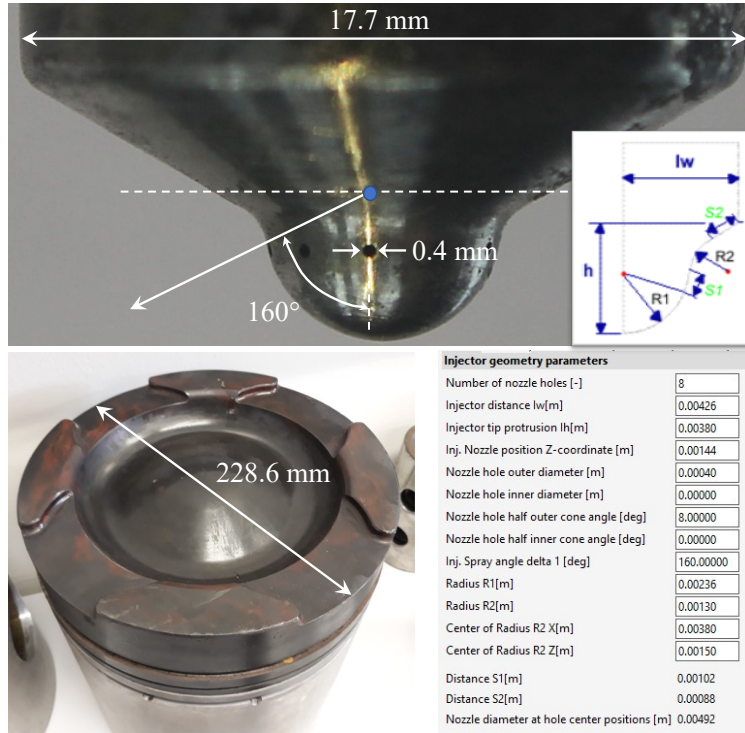 17.7 mm
0.4 mm
160°
lw
S2
h
R2
R1
S1
228.6 mm
Injector geometry parameters
Number of nozzle holes [-] 8
Injector distance lw[m] 0.00426
Injector tip protrusion lh[m] 0.00380
Inj. Nozzle position Z-coordinate [m] 0.00144
Nozzle hole outer diameter [m] 0.00040
Nozzle hole inner diameter [m] 0.00000
Nozzle hole half outer cone angle [deg] 8.00000
Nozzle hole half inner cone angle [deg] 0.00000
Inj. Spray angle delta 1 [deg] 160.00000
Radius R1[m] 0.00236
Radius R2[m] 0.00130
Center of Radius R2 X[m] 0.00380
Center of Radius R2 Z[m] 0.00150
Distance S1[m] 0.00102
Distance S2[m] 0.00088
Nozzle diameter at hole center positions [m] 0.00492